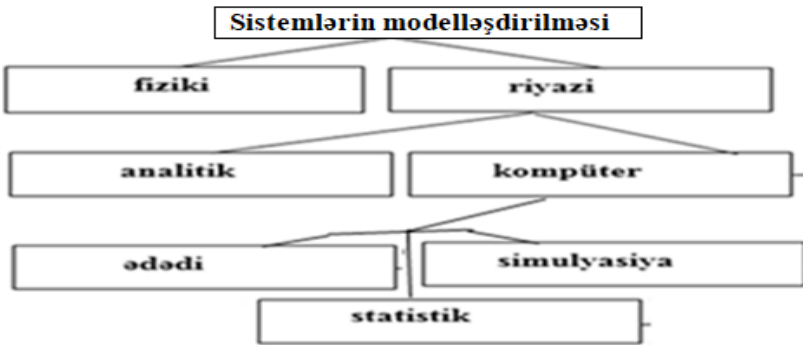 Sistemlərin modelləşdirilməsi
fiziki
riyazi
analitik
kompüter
ədədi
simulyasiya
statistik